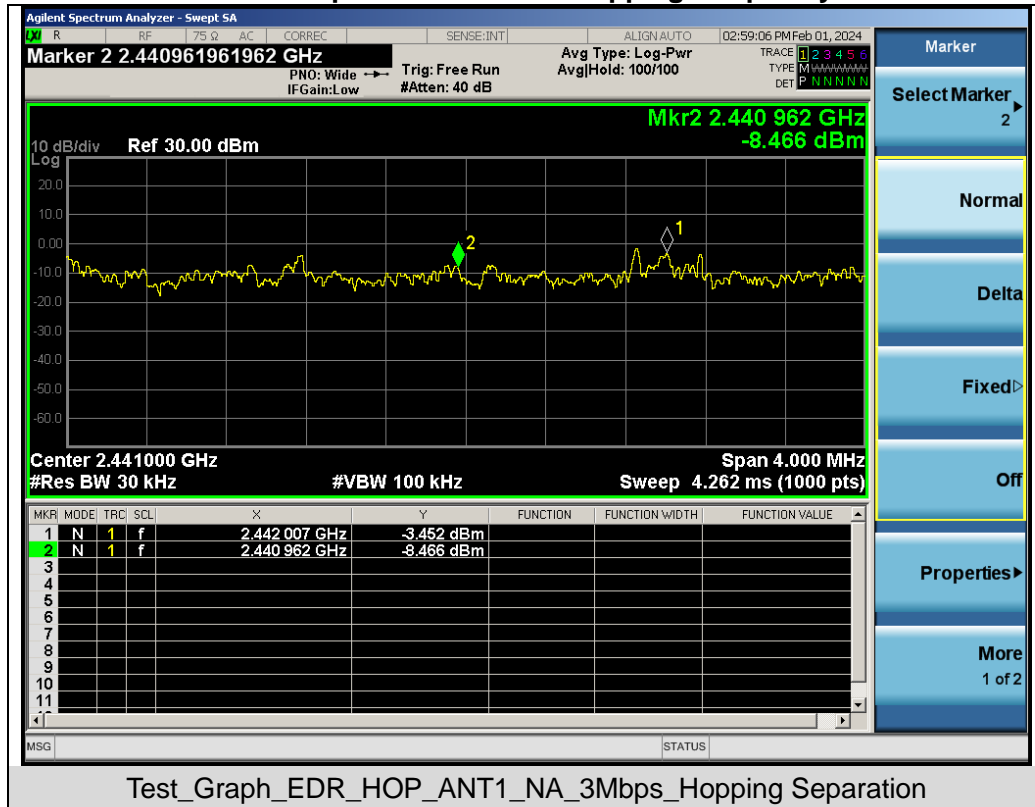 Agilent Spectrum Analyzer - Swept SA
LXI R RF 75 Ω AC CORREC SENSE:INT ALIGN AUTO 02:59:06 PM Feb 01, 2024
Marker 2 2.440961961962 GHz
Avg Type: Log-Pwr
TRACE 1 2 3 4 5 6
PNO: Wide
Trig: Free Run
Avg|Hold: 100/100
TYPE M WWWWW
IFGain:Low
#Atten: 40 dB
DET P N N N N N
Mkr2 2.440 962 GHz
-8.466 dBm
10 dB/div Ref 30.00 dBm
Log
20.0
10.0
0.00
-10.0
-20.0
-30.0
-40.0
-50.0
-60.0
2
1
Center 2.441000 GHz Span 4.000 MHz
#Res BW 30 kHz #VBW 100 kHz Sweep 4.262 ms (1000 pts)
MKR MODE TRC SCL X Y FUNCTION FUNCTION WIDTH FUNCTION VALUE
1 N 1 f 2.442 007 GHz -3.452 dBm
2 N 1 f 2.440 962 GHz -8.466 dBm
3
4
5
6
7
8
9
10
11
MSG STATUS
Marker
Select Marker
2
Normal
Delta
Fixed
Off
Properties
More
1 of 2
Test_Graph_EDR_HOP_ANT1_NA_3Mbps_Hopping Separation